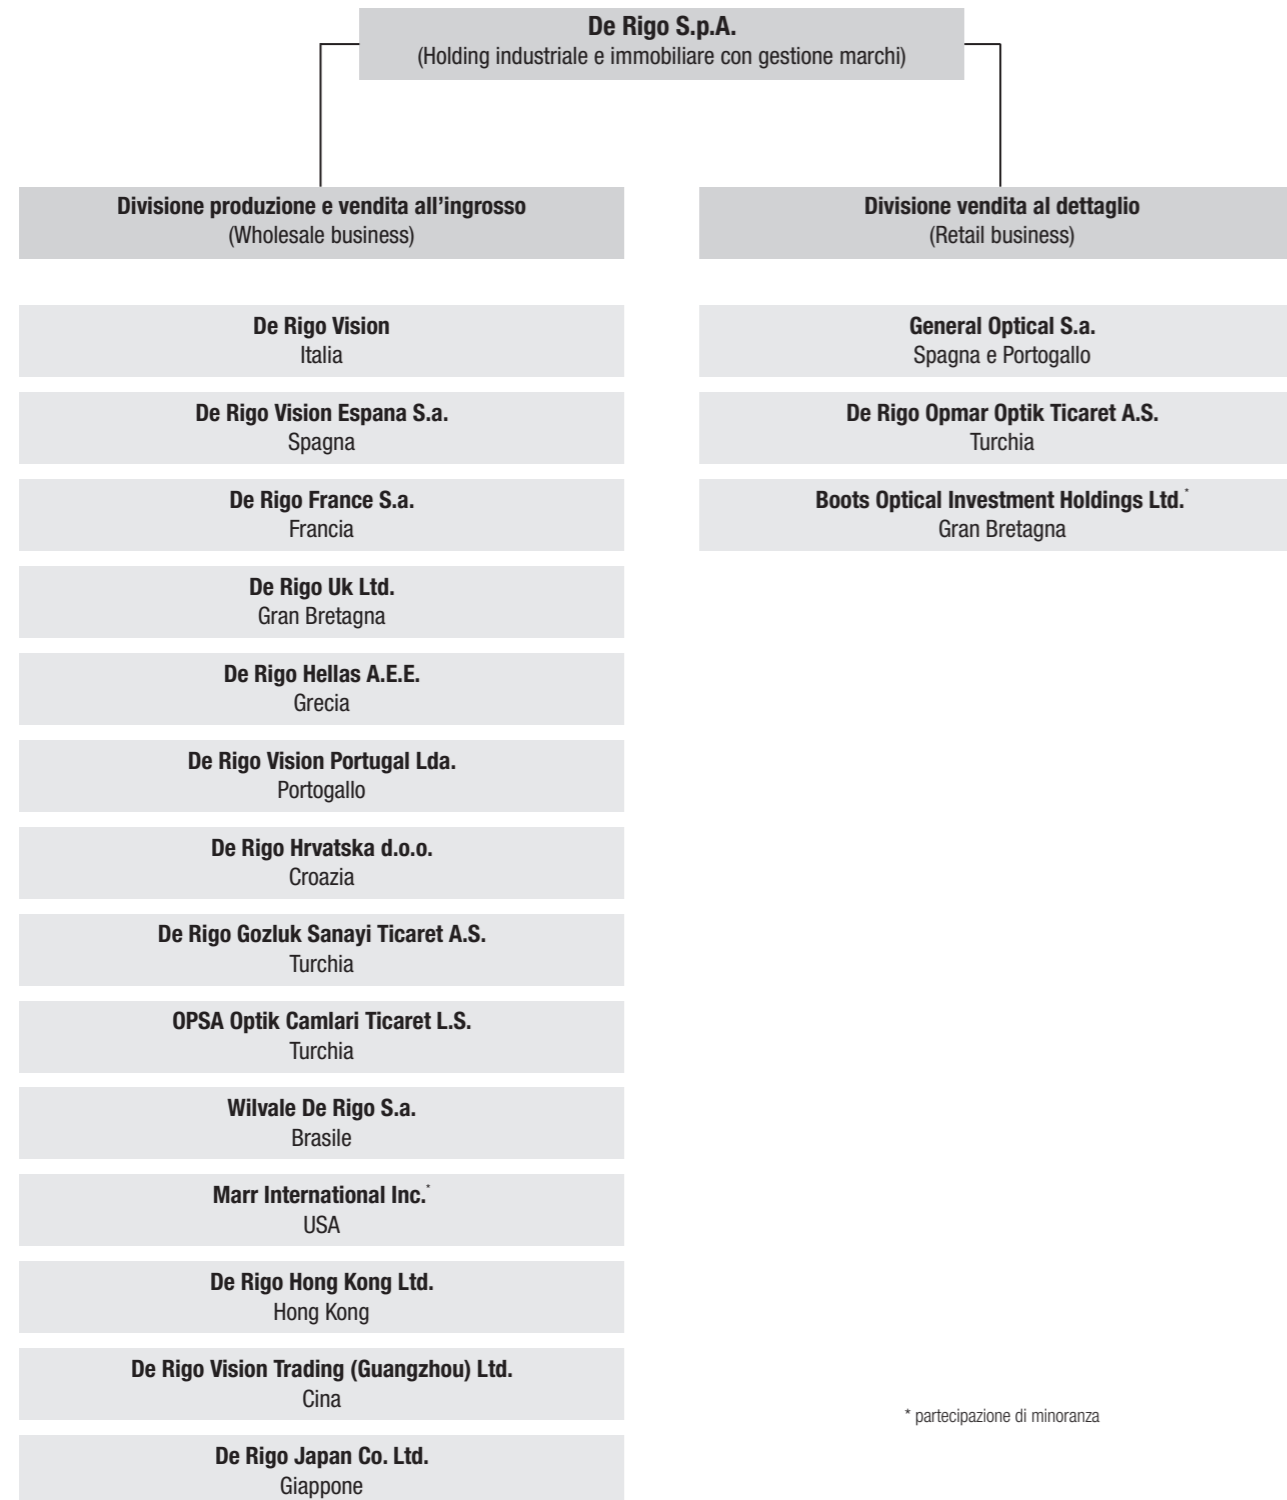 De Rigo S.p.A.
(Holding industriale e immobiliare con gestione marchi)
Divisione produzione e vendita all’ingrosso
(Wholesale business)
De Rigo Vision
Italia
De Rigo Vision Espana S.a.
Spagna
De Rigo France S.a.
Francia
De Rigo Uk Ltd.
Gran Bretagna
De Rigo Hellas A.E.E.
Grecia
De Rigo Vision Portugal Lda.
Portogallo
De Rigo Hrvatska d.o.o.
Croazia
De Rigo Gozluk Sanayi Ticaret A.S.
Turchia
OPSA Optik Camlari Ticaret L.S.
Turchia
Wilvale De Rigo S.a.
Brasile
Marr International Inc.*
USA
De Rigo Hong Kong Ltd.
Hong Kong
De Rigo Vision Trading (Guangzhou) Ltd.
Cina
De Rigo Japan Co. Ltd.
Giappone
Divisione vendita al dettaglio
(Retail business)
General Optical S.a.
Spagna e Portogallo
De Rigo Opmar Optik Ticaret A.S.
Turchia
Boots Optical Investment Holdings Ltd.*
Gran Bretagna
* partecipazione di minoranza